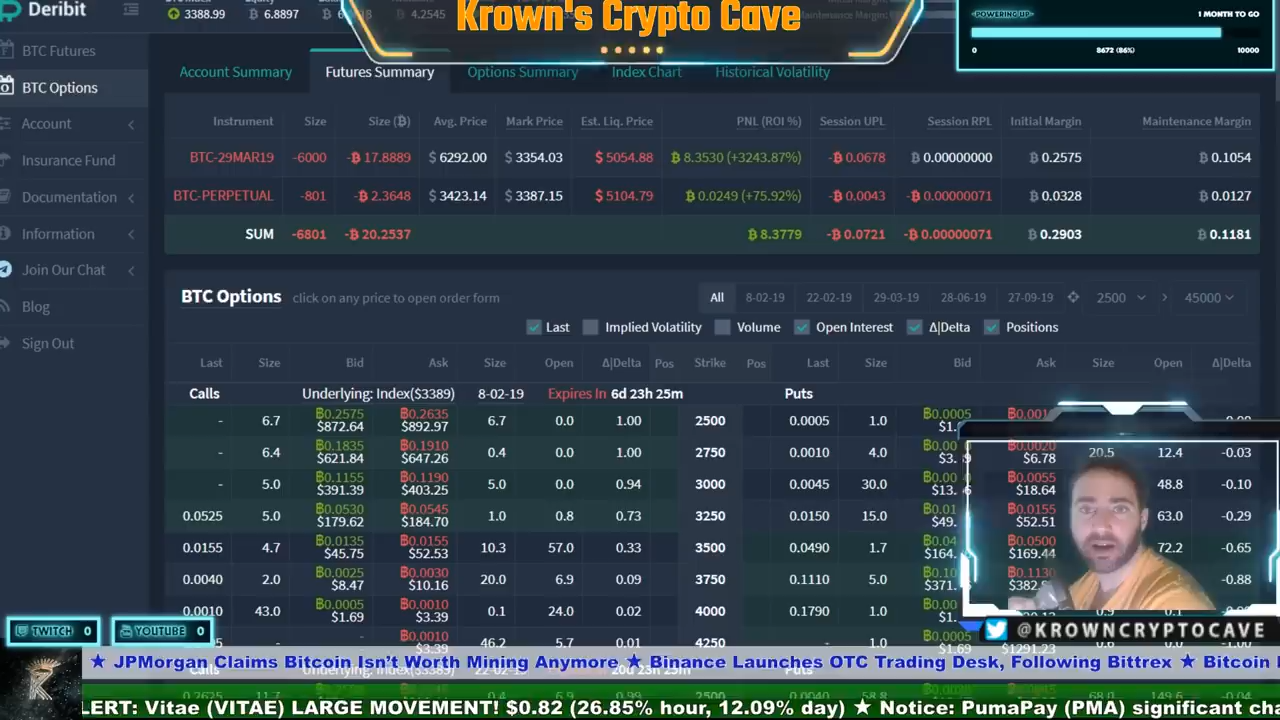 Deribit
3388.99
6.8897
4.2545
Krown's Crypto Cave
POWERING UP
1 MONTH TO GO
0
8672 (86%)
10000
BTC Futures
BTC Options
Account
Insurance Fund
Documentation
Information
Join Our Chat
Blog
Sign Out
Account Summary Futures Summary Options Summary Index Chart Historical Volatility
Instrument Size Size (₿) Avg. Price Mark Price Est. Liq. Price PNL (ROI %) Session UPL Session RPL Initial Margin Maintenance Margin
BTC-29MAR19 -6000 -₿ 17.8889 $ 6292.00 $ 3354.03 $ 5054.88 ₿ 8.3530 (+3243.87%) -₿ 0.0678 ₿ 0.00000000 ₿ 0.2575 ₿ 0.1054
BTC-PERPETUAL -801 -₿ 2.3648 $ 3423.14 $ 3387.15 $ 5104.79 ₿ 0.0249 (+75.92%) -₿ 0.0043 -₿ 0.00000071 ₿ 0.0328 ₿ 0.0127
SUM -6801 -₿ 20.2537 ₿ 8.3779 -₿ 0.0721 -₿ 0.00000071 ₿ 0.2903 ₿ 0.1181
BTC Options click on any price to open order form All 8-02-19 22-02-19 29-03-19 28-06-19 27-09-19 2500 45000
Last Implied Volatility Volume Open Interest Δ|Delta Positions
Last Size Bid Ask Size Open Δ|Delta Pos Strike Pos Last Size Bid Ask Size Open Δ|Delta
Calls Underlying: Index($3389) 8-02-19 Expires In 6d 23h 25m Puts
- 6.7 ₿0.2575 ₿0.2635 6.7 0.0 1.00 2500 0.0005 1.0 ₿0.0005
$872.64 $892.97
- 6.4 ₿0.1835 ₿0.1910 0.4 0.0 1.00 2750 0.0010 4.0 ₿0.0020 20.5 12.4 -0.03
$621.84 $647.26 $6.78
- 5.0 ₿0.1155 ₿0.1190 5.0 0.0 0.94 3000 0.0045 30.0 ₿0.0055 48.8 -0.10
$391.39 $403.25 $18.64
0.0525 5.0 ₿0.0530 ₿0.0545 1.0 0.8 0.73 3250 0.0150 15.0 ₿0.0155 63.0 -0.29
$179.62 $184.70 $52.51
0.0155 4.7 ₿0.0135 ₿0.0155 10.3 57.0 0.33 3500 0.0490 1.7 ₿0.0500 72.2 -0.65
$45.75 $52.53 $169.44
0.0040 2.0 ₿0.0025 ₿0.0030 20.0 6.9 0.09 3750 0.1110 5.0 ₿0.1130 -0.88
$8.47 $10.16
0.0010 43.0 ₿0.0005 ₿0.0010 0.1 24.0 0.02 4000 0.1790 1.0
$1.69 $3.39
- ₿0.0010 46.2 5.7 0.01 4250 - 1.0 ₿0.0005
$3.39 $1.69 $1291.23
TWITCH 0
YOUTUBE 0
@KROWNCRYPTOCAVE
★ JPMorgan Claims Bitcoin Isn't Worth Mining Anymore ★ Binance Launches OTC Trading Desk, Following Bittrex ★ Bitcoin
LERT: Vitae (VITAE) LARGE MOVEMENT! $0.82 (26.85% hour, 12.09% day) ★ Notice: PumaPay (PMA) significant cha